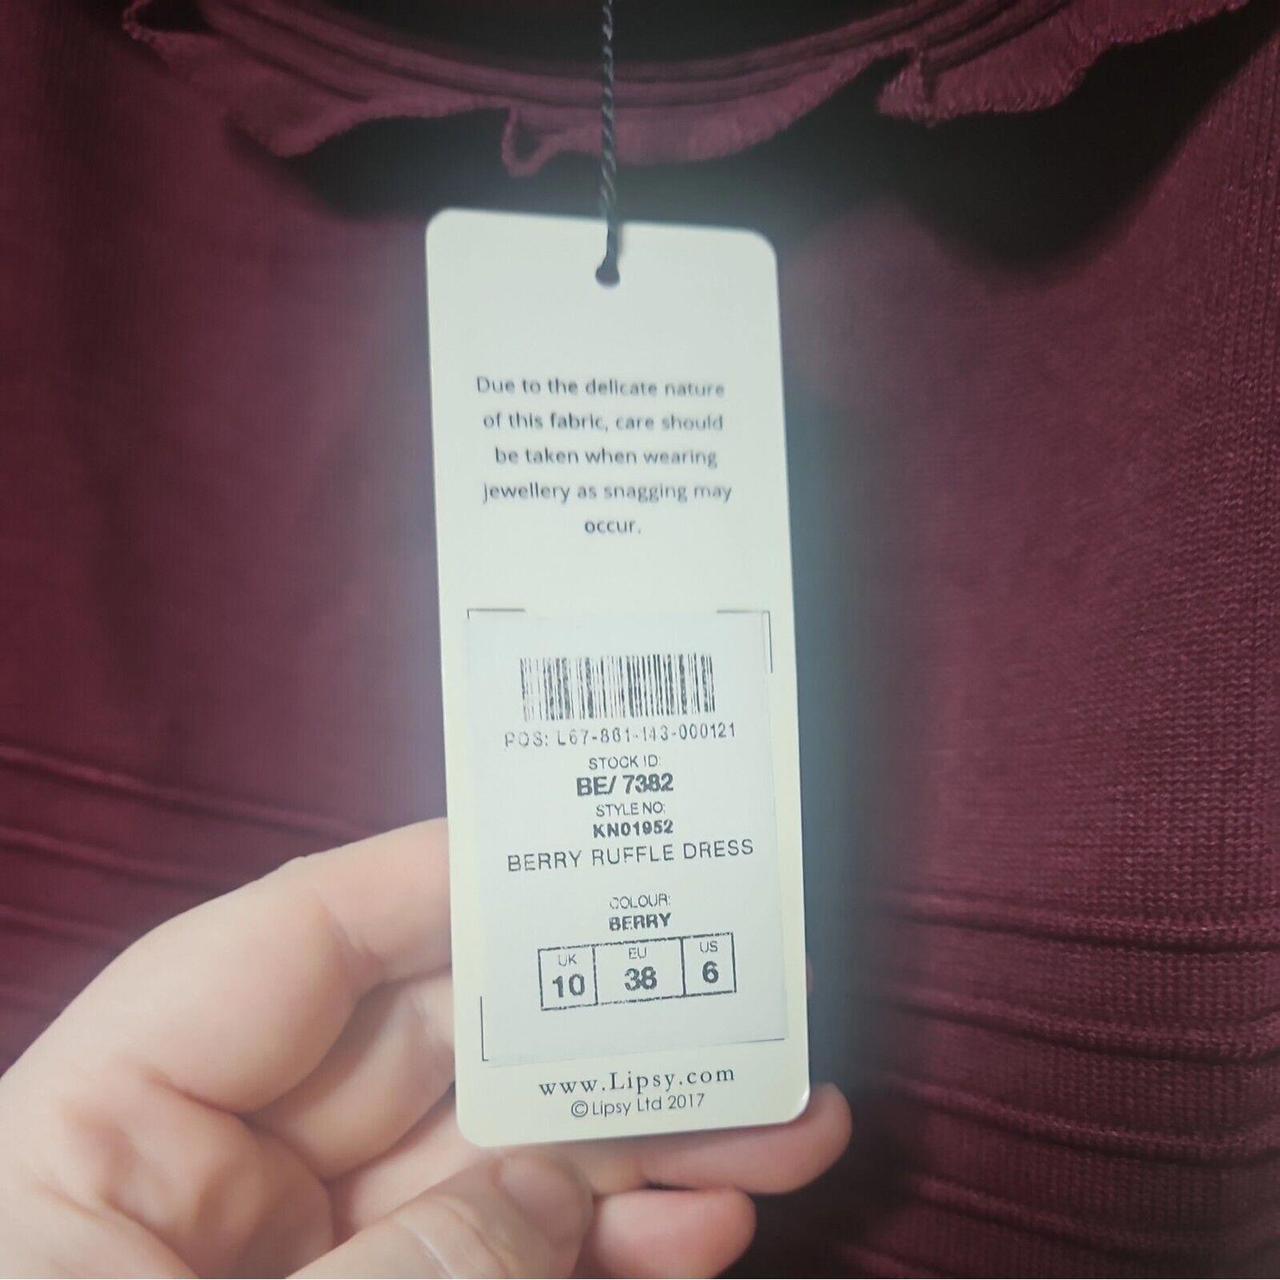 Due to the delicate nature
of this fabric, care should
be taken when wearing
jewellery as snagging may
occur.
POS: L67-861-143-000121
STOCK ID:
BE/ 7382
STYLE NO:
KN01952
BERRY RUFFLE DRESS
COLOUR:
BERRY
UK EU US
10 38 6
www.Lipsy.com
© Lipsy Ltd 2017